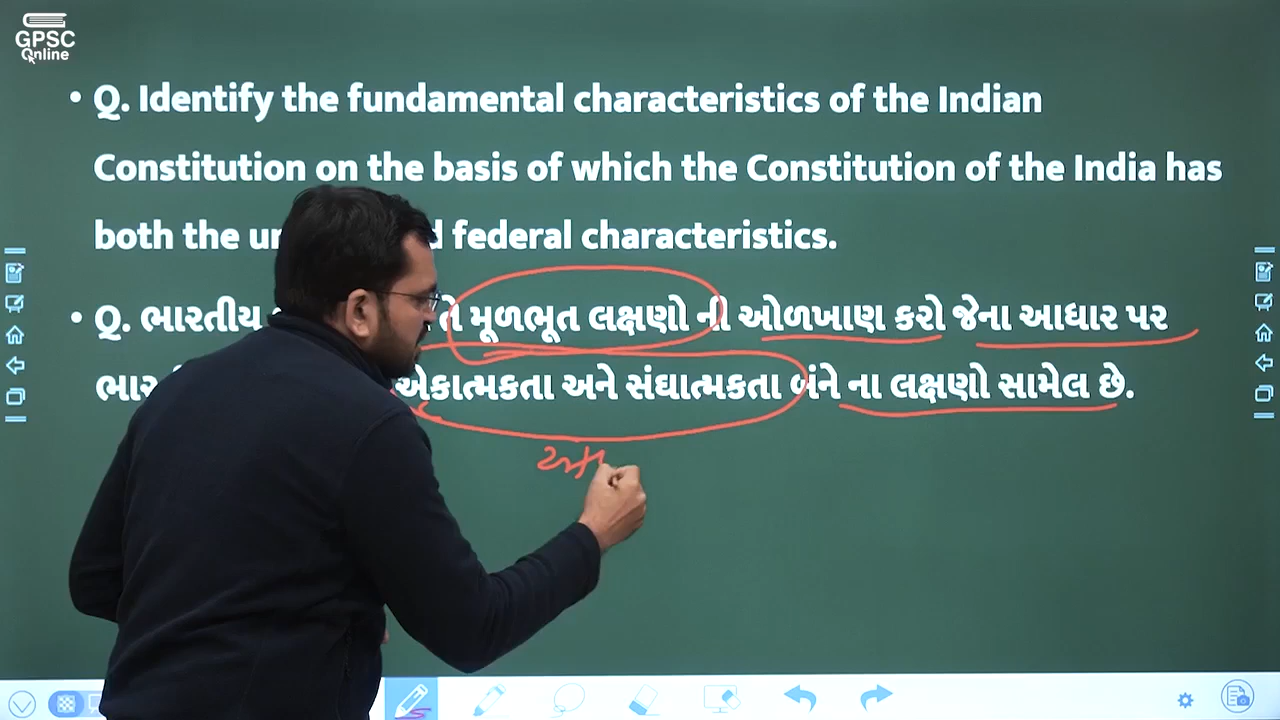 GPSC
Online
• Q. Identify the fundamental characteristics of the Indian
Constitution on the basis of which the Constitution of the India has
both the federal characteristics.
• Q. ભારતીય મૂળભૂત લક્ષણો ની ઓળખાણ કરો જેના આધાર પર
એકાત્મકતા અને સંઘાત્મકતા બંને ના લક્ષણો સામેલ છે.